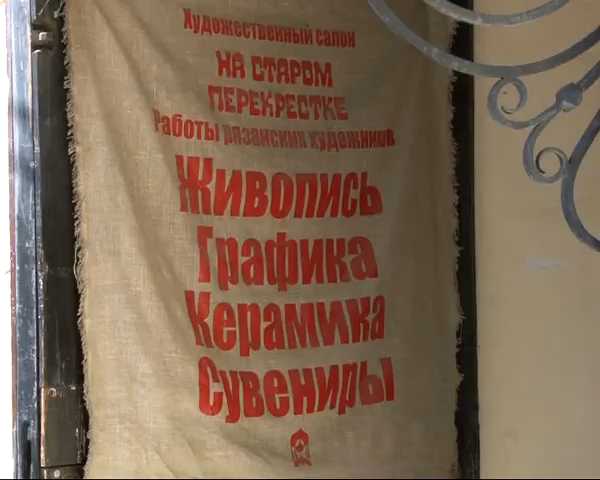 Художественный салон
НА СТАРОМ
ПЕРЕКРЕСТКЕ
Работы рязанских художников
Живопись
Графика
Керамика
Сувениры